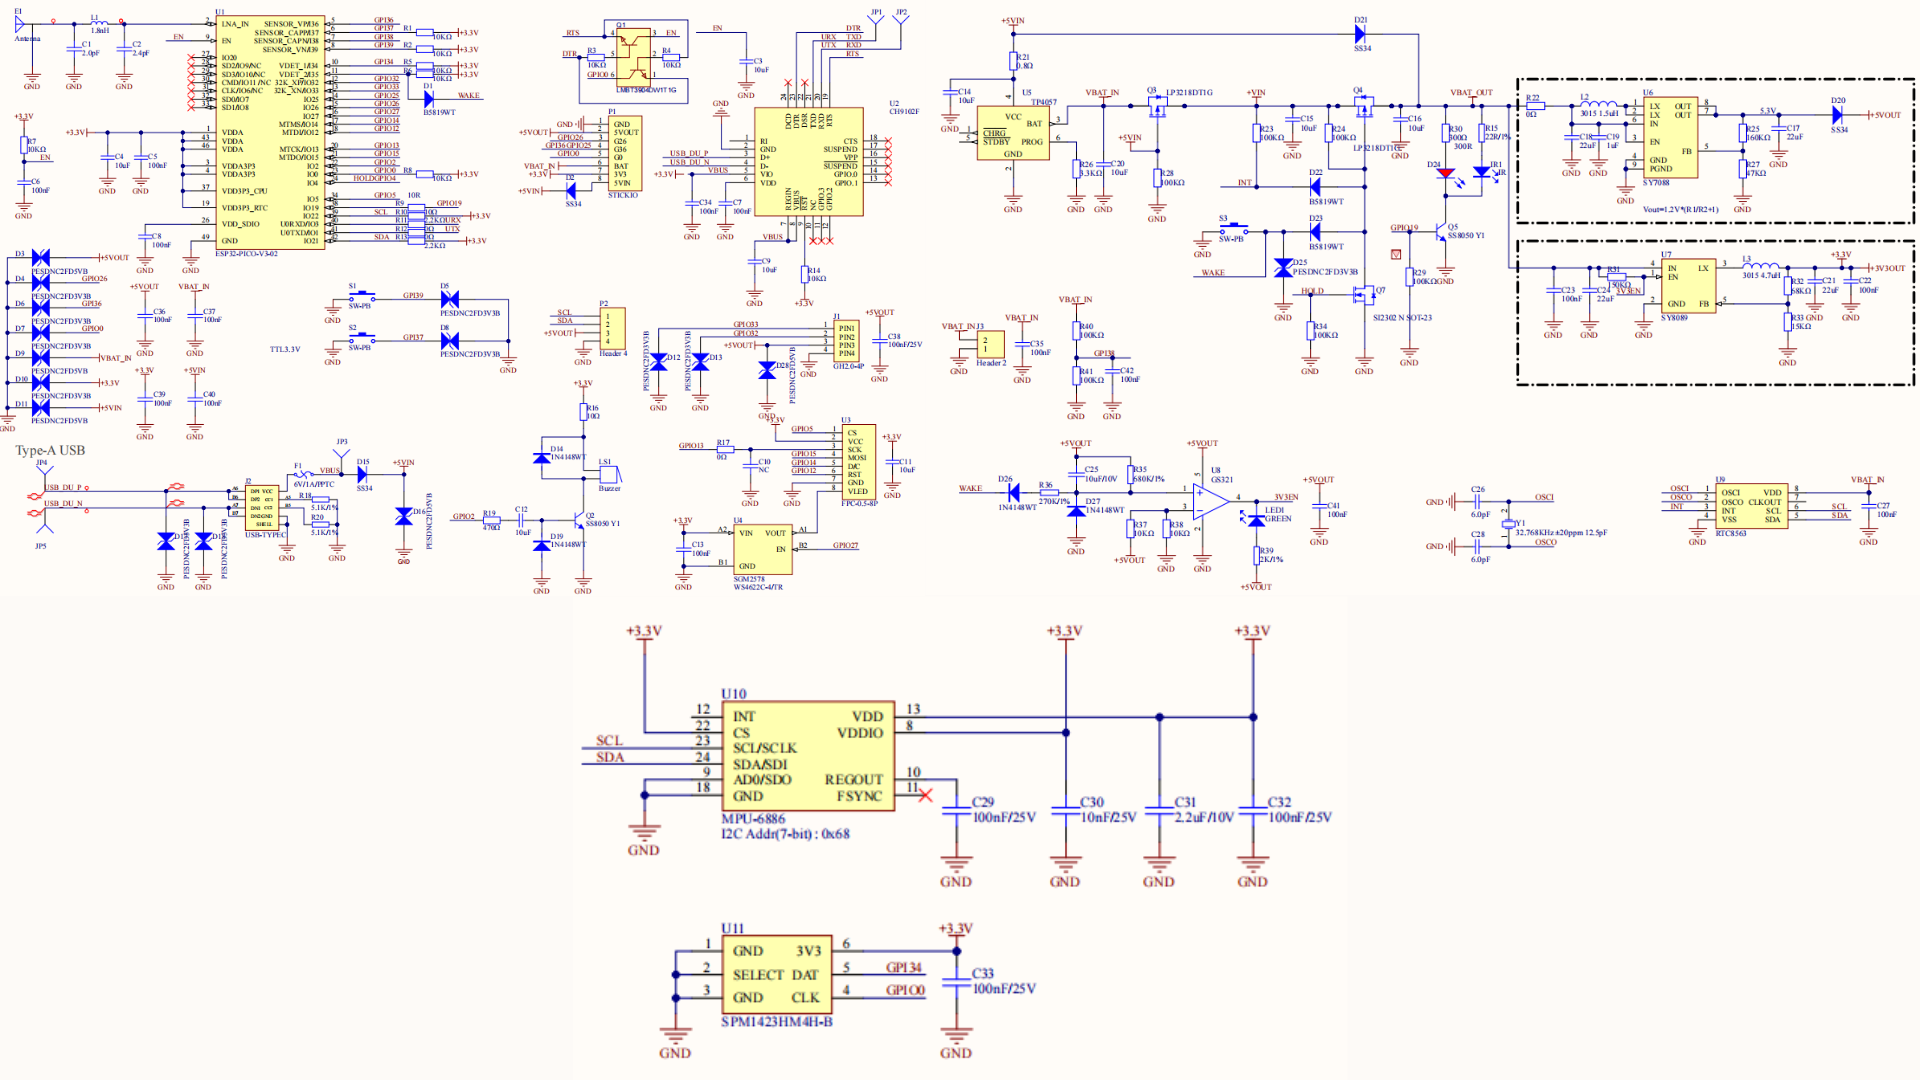 E1
Antenna
L1
1.8nH
C1
2.0pF
C2
2.4pF
GND
GND
GND
EN
U1
LNA_IN
EN
IO20
SD2/IO9/NC
SD3/IO10/NC
CMD/IO11/NC
CLK/IO6/NC
SD0/IO7
SD1/IO8
VDDA
VDDA
VDDA
VDDA3P3
VDDA3P3
VDD3P3_CPU
VDD3P3_RTC
VDD_SDIO
GND
SENSOR_VP/I36
SENSOR_CAPP/I37
SENSOR_CAPN/I38
SENSOR_VN/I39
VDET_1/I34
VDET_2/I35
32K_XP/IO32
32K_XN/IO33
IO25
IO26
IO27
MTMS/IO14
MTDI/IO12
MTCK/IO13
MTDO/IO15
IO2
IO0
IO4
IO5
IO19
IO22
U0RXD/IO3
U0TXD/IO1
IO21
ESP32-PICO-V3-02
GPI36
GPI37
GPI38
GPI39
GPI34
GPIO32
GPIO33
GPIO25
GPIO26
GPIO27
GPIO14
GPIO12
GPIO13
GPIO15
GPIO2
GPIO0
HOLDGPIO4
GPIO5
SCL
SDA
R1
10KΩ
+3.3V
R2
10KΩ
+3.3V
R5
10KΩ
+3.3V
+3.3V
D1
B5819WT
WAKE
R8
10KΩ
+3.3V
10R
R9
GPIO19
+3.3V
UTX
2.2KΩ
+3.3V
+3.3V
R7
10KΩ
EN
C6
100nF
GND
+3.3V
C4
10uF
C5
100nF
GND
GND
C8
100nF
GND
D3
PESDNC2FD5VB
+5VOUT
D4
PESDNC2FD3V3B
GPIO26
D6
PESDNC2FD3V3B
GPI36
D7
PESDNC2FD3V3B
GPIO0
D9
PESDNC2FD5VB
VBAT_IN
D10
PESDNC2FD3V3B
+3.3V
D11
PESDNC2FD5VB
+5VIN
GND
+5VOUT
C36
100nF
GND
VBAT_IN
C37
100nF
GND
+3.3V
C39
100nF
GND
+5VIN
C40
100nF
GND
TTL3.3V
S1
SW-PB
GPI39
D5
PESDNC2FD3V3B
GND
S2
SW-PB
GPI37
D8
PESDNC2FD3V3B
GND
GND
RTS
DTR
Q1
R3
10KΩ
GPIO0
EN
R4
10KΩ
LMBT3904DW1T1G
EN
C3
10uF
GND
P1
GND
5VOUT
G26
G36
G0
BAT
3V3
5VIN
STICKIO
GND
+5VOUT
GPIO26
GPI36GPIO25
GPIO0
VBAT_IN
+3.3V
+5VIN
D2
SS34
JP1
JP2
DTR
URX
TXD
UTX
RXD
RTS
U2
CH9102F
RI
GND
D+
D-
VIO
VDD
CTS
SUSPEND
VPP
SUSPEND
GPIO.0
GPIO.1
GND
USB_DU_P
USB_DU_N
+3.3V
VBUS
C34
100nF
C7
100nF
GND
GND
VBUS
C9
10uF
GND
R14
10KΩ
+3.3V
P2
SCL
SDA
+5VOUT
1
2
3
4
Header 4
GND
GPIO33
GPIO32
+5VOUT
J1
PIN1
PIN2
PIN3
PIN4
GH2.0-4P
+5VOUT
C38
100nF/25V
GND
D12
PESDNC2FD3V3B
D13
PESDNC2FD3V3B
D28
PESDNC2FD5VB
GND
GND
GND
GND
+3.3V
R16
10Ω
D14
1N4148WT
LS1
Buzzer
GPIO2
R19
470Ω
C12
10uF
Q2
SS8050 Y1
D19
1N4148WT
GND
GND
U3
CS
VCC
SCK
MOSI
D/C
RST
GND
VLED
FPC-0.5-8P
GPIO5
+3.3V
GPIO13
R17
0Ω
GPIO15
GPIO14
GPIO12
C10
NC
GND
GND
+3.3V
C11
10uF
GND
U4
VIN
VOUT
EN
GND
A2
A1
B2
B1
SGM2578
WS4622C-4/TR
+3.3V
C13
100nF
GND
GPIO27
Type-A USB
JP4
USB_DU_P
USB_DU_N
JP5
J2
USB-TYPEC
F1
6V/1A/PPTC
VBUS
JP3
D15
SS34
+5VIN
D16
PESDNC2FD5VB
GND
R18
5.1K/1%
R20
5.1K/1%
GND
GND
PESDNC2FD3V3B
PESDNC2FD3V3B
GND
GND
+5VIN
R21
0.8Ω
C14
10uF
GND
U5
TP4057
VCC
CHRG
STDBY
BAT
PROG
GND
GND
R26
3.3KΩ
GND
VBAT_IN
C20
10uF
GND
Q3
LP3218DT1G
+5VIN
R28
100KΩ
GND
+VIN
R23
100KΩ
C15
10uF
GND
R24
100KΩ
Q4
LP3218DT1G
D21
SS34
C16
10uF
GND
INT
D22
B5819WT
S3
SW-PB
GND
D23
B5819WT
D25
PESDNC2FD3V3B
GND
WAKE
HOLD
R34
100KΩ
GND
Q7
SI2302 N SOT-23
GND
VBAT_OUT
R30
300Ω
R15
22R/1%
D24
IR1
IR
GPIO19
Q5
SS8050 Y1
R29
100KΩ
GND
GND
R22
0Ω
L2
3015 1.5uH
C18
22uF
C19
1uF
GND
GND
U6
LX
LX
IN
EN
GND
PGND
OUT
OUT
FB
SY7088
GND
5.3V
R25
160KΩ
R27
47KΩ
GND
C17
22uF
GND
D20
SS34
+5VOUT
Vout=1.2V*(R1/R2+1)
C23
100nF
C24
22uF
R31
150KΩ
3V3EN
GND
GND
GND
U7
IN
EN
GND
LX
FB
SY8089
L3
3015 4.7uH
R32
68KΩ
R33
15KΩ
GND
C21
22uF
GND
+3.3V
C22
100nF
GND
+3V3OUT
VBAT_IN
J3
2
1
Header 2
GND
VBAT_IN
C35
100nF
GND
VBAT_IN
R40
100KΩ
GPI38
R41
100KΩ
C42
100nF
GND
GND
WAKE
D26
1N4148WT
R36
270K/1%
+5VOUT
C25
10uF/10V
D27
1N4148WT
GND
R35
680K/1%
R37
10KΩ
+5VOUT
R38
10KΩ
GND
+5VOUT
U8
GS321
GND
3V3EN
LED1
GREEN
R39
2K/1%
+5VOUT
+5VOUT
C41
100nF
GND
GND
C26
6.0pF
OSCI
Y1
32.768KHz±20ppm 12.5pF
GND
C28
6.0pF
OSCO
OSCI
OSCO
INT
GND
U9
OSCI
OSCO
INT
VSS
VDD
CLKOUT
SCL
SDA
RTC8563
SCL
SDA
VBAT_IN
C27
100nF
GND
+3.3V
+3.3V
+3.3V
U10
12 INT
22 CS
SCL 23 SCL/SCLK
SDA 24 SDA/SDI
9 AD0/SDO
18 GND
VDD 13
VDDIO 8
REGOUT 10
FSYNC 11
MPU-6886
I2C Addr(7-bit) : 0x68
GND
C29
100nF/25V
C30
10nF/25V
C31
2.2uF/10V
C32
100nF/25V
GND
GND
GND
GND
U11
1 GND 3V3 6
2 SELECT DAT 5 GPI34
3 GND CLK 4 GPIO0
SPM1423HM4H-B
GND
+3.3V
C33
100nF/25V
GND